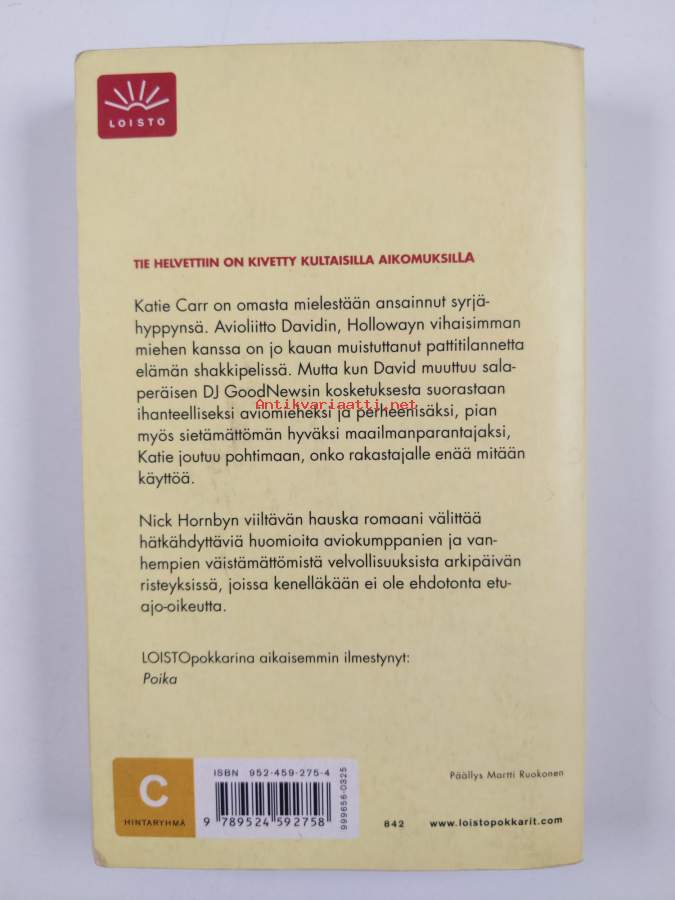 LOISTO
TIE HELVETTIIN ON KIVETTY KULTAISILLA AIKOMUKSILLA
Katie Carr on omasta mielestään ansainnut syrjä-
hyppynsä. Avioliitto Davidin, Hollowayn vihaisimman
miehen kanssa on jo kauan muistuttanut pattitilannetta
elämän shakkipelissä. Mutta kun David muuttuu sala-
peräisen DJ GoodNewsin kosketuksesta suorastaan
ihanteelliseksi aviomieheksi ja perheenisäksi, pian
Antikvariaatti.net
myös sietämättömän hyväksi maailmanparantajaksi,
Katie joutuu pohtimaan, onko rakastajalle enää mitään
käyttöä.
Nick Hornbyn viiltävän hauska romaani välittää
hätkähdyttäviä huomioita aviokumppanien ja van-
hempien väistämättömistä velvollisuuksista arkipäivän
risteyksissä, joissa kenelläkään ei ole ehdotonta etu-
ajo-oikeutta.
LOISTOpokkarina aikaisemmin ilmestynyt:
Poika
C
HINTARYHMÄ
ISBN 952-459-275-4
9 789524 592758
999656-0325
Päällys Martti Ruokonen
842
www.loistopokkarit.com